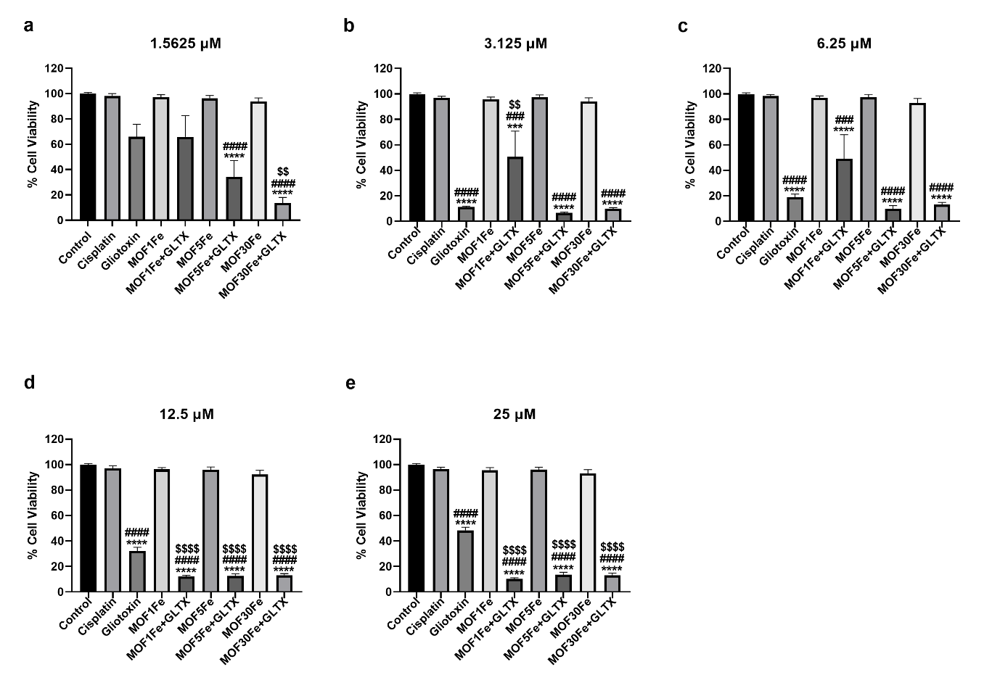 a
1.5625 µM
% Cell Viability
120
100
80
60
40
20
0
####
****
$$
####
****
Control
Cisplatin
Gliotoxin
MOF1Fe
MOF1Fe+GLTX
MOF5Fe
MOF5Fe+GLTX
MOF30Fe
MOF30Fe+GLTX
b
3.125 µM
% Cell Viability
120
100
80
60
40
20
0
####
****
$$
###
***
####
****
####
****
Control
Cisplatin
Gliotoxin
MOF1Fe
MOF1Fe+GLTX
MOF5Fe
MOF5Fe+GLTX
MOF30Fe
MOF30Fe+GLTX
c
6.25 µM
% Cell Viability
120
100
80
60
40
20
0
####
****
###
****
####
****
####
****
Control
Cisplatin
Gliotoxin
MOF1Fe
MOF1Fe+GLTX
MOF5Fe
MOF5Fe+GLTX
MOF30Fe
MOF30Fe+GLTX
d
12.5 µM
% Cell Viability
120
100
80
60
40
20
0
####
****
$$$$
####
****
$$$$
####
****
$$$$
####
****
Control
Cisplatin
Gliotoxin
MOF1Fe
MOF1Fe+GLTX
MOF5Fe
MOF5Fe+GLTX
MOF30Fe
MOF30Fe+GLTX
e
25 µM
% Cell Viability
120
100
80
60
40
20
0
####
****
$$$$
####
****
$$$$
####
****
$$$$
####
****
Control
Cisplatin
Gliotoxin
MOF1Fe
MOF1Fe+GLTX
MOF5Fe
MOF5Fe+GLTX
MOF30Fe
MOF30Fe+GLTX